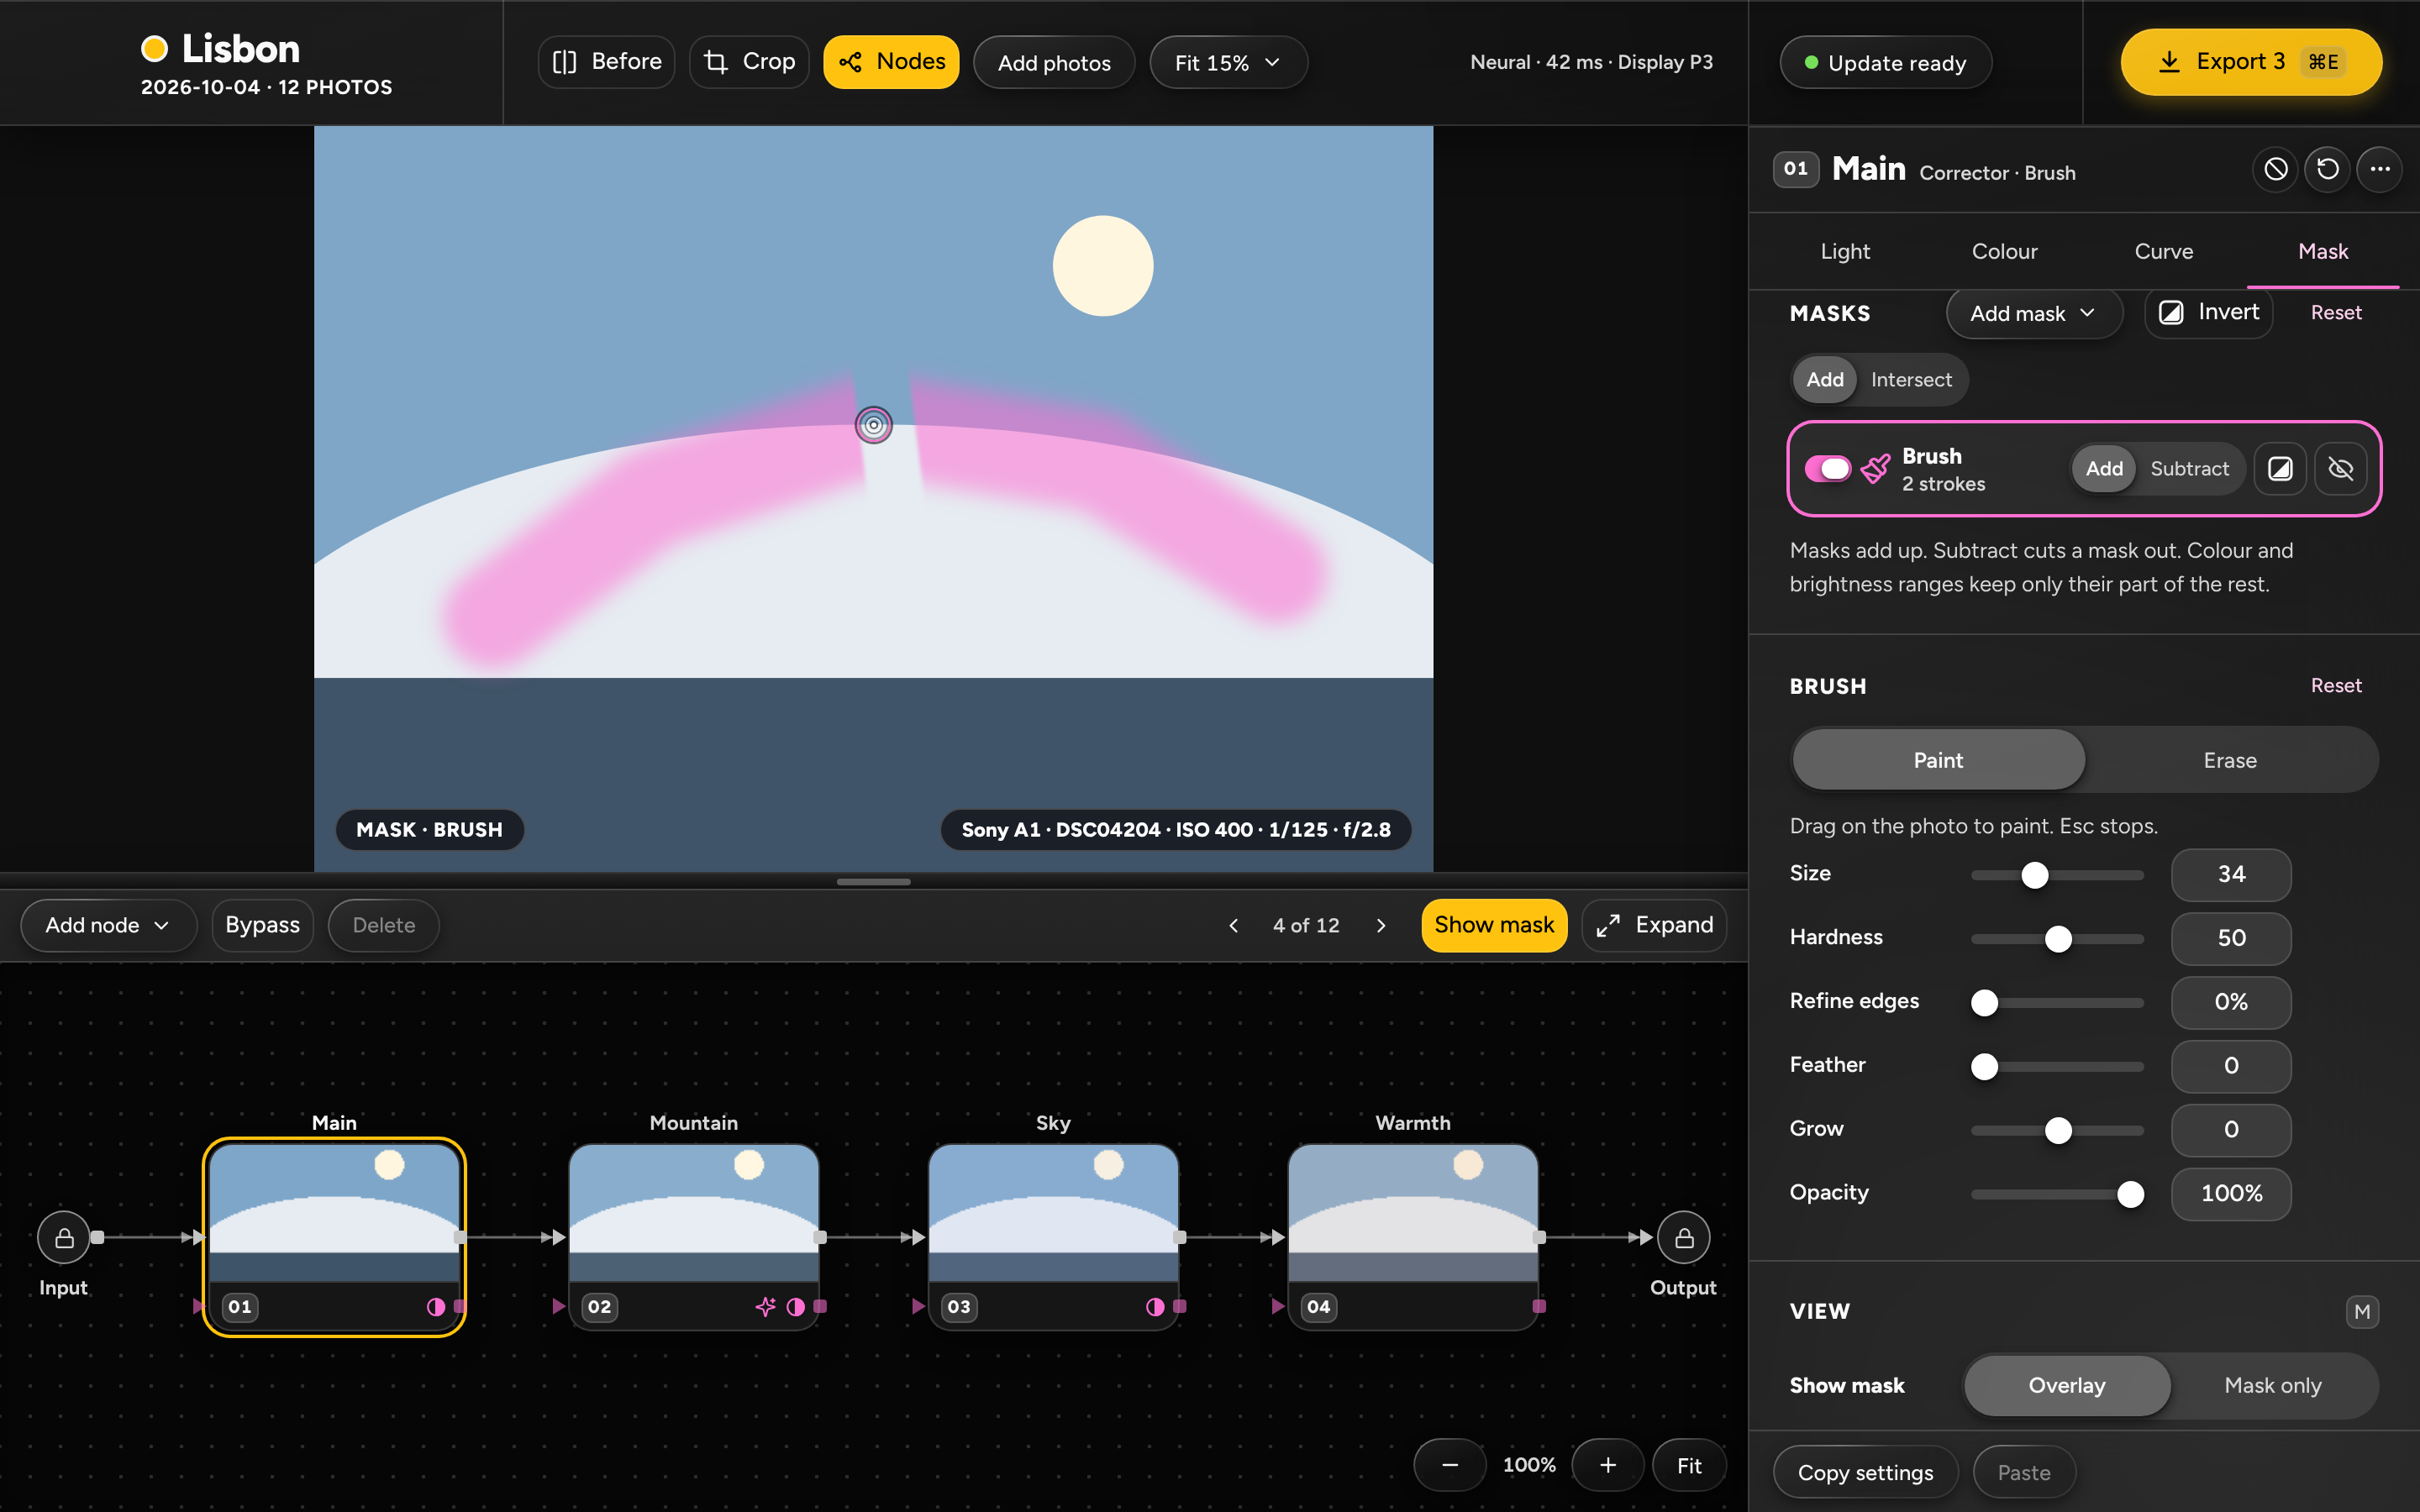 Lisbon
2026-10-04 · 12 PHOTOS
Before
Crop
Nodes
Add photos
Fit 15%
Neural · 42 ms · Display P3
Update ready
Export 3 ⌘E
01 Main Corrector · Brush
Light
Colour
Curve
Mask
MASKS
Add mask
Invert
Reset
Add
Intersect
Brush
2 strokes
Add
Subtract
Masks add up. Subtract cuts a mask out. Colour and
brightness ranges keep only their part of the rest.
BRUSH
Reset
Paint
Erase
Drag on the photo to paint. Esc stops.
Size 34
Hardness 50
Refine edges 0%
Feather 0
Grow 0
Opacity 100%
VIEW
M
Show mask
Overlay
Mask only
Copy settings
Paste
MASK · BRUSH
Sony A1 · DSC04204 · ISO 400 · 1/125 · f/2.8
Add node
Bypass
Delete
4 of 12
Show mask
Expand
Main
Mountain
Sky
Warmth
Input
Output
01
02
03
04
100%
Fit